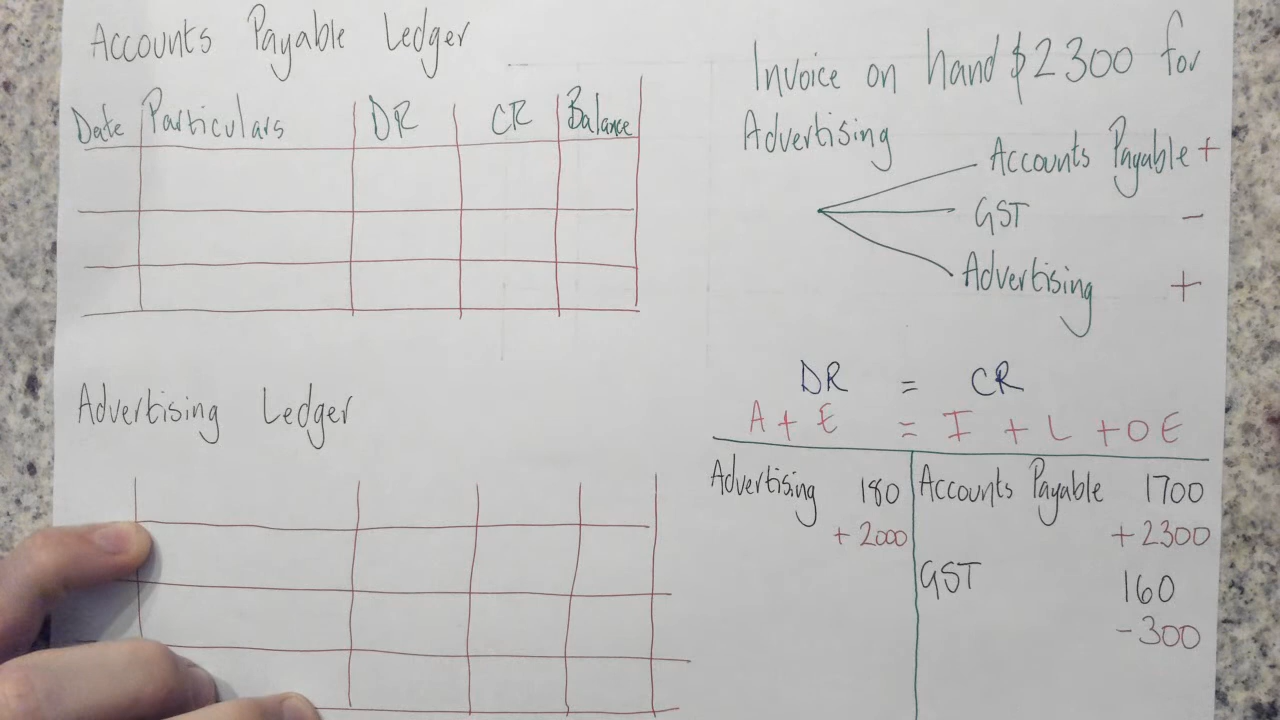 Accounts Payable Ledger
Date Particulars DR CR Balance
Advertising Ledger
Invoice on hand $2300 for
Advertising
Accounts Payable +
GST -
Advertising +
DR = CR
A + E = I + L + OE
Advertising 180 Accounts Payable 1700
+ 2000 + 2300
GST 160
- 300